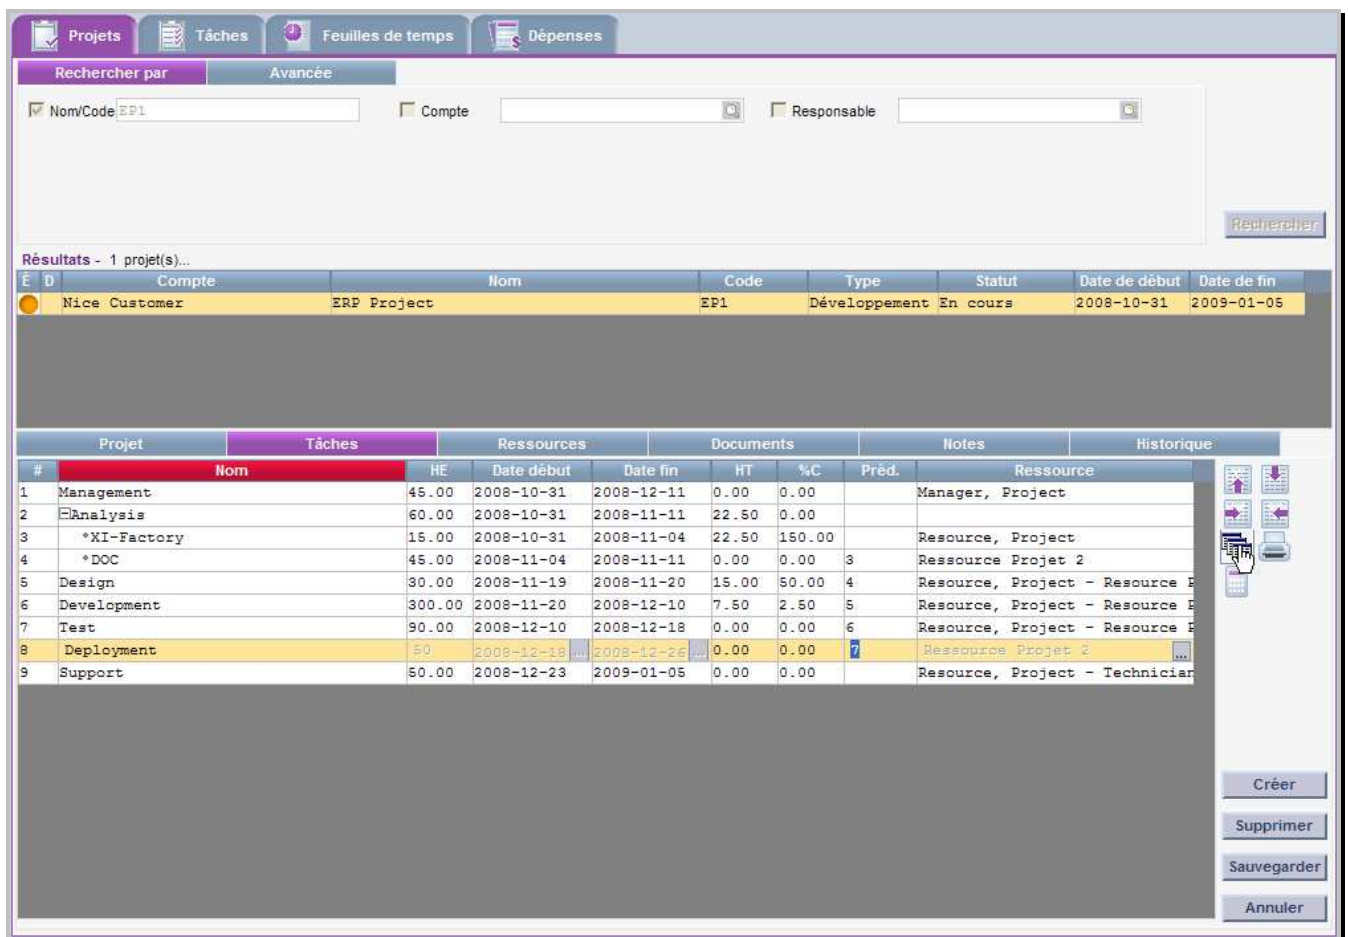 Projets Tâches Feuilles de temps Dépenses
Rechercher par Avancée
Nom/Code EP1 Compte Responsable
Rechercher
Résultats - 1 projet(s)...
É D Compte Nom Code Type Statut Date de début Date de fin
Nice Customer ERP Project EP1 Développement En cours 2008-10-31 2009-01-05
Projet Tâches Ressources Documents Notes Historique
# Nom HE Date début Date fin HT %C Préd. Ressource
1 Management 45.00 2008-10-31 2008-12-11 0.00 0.00 Manager, Project
2 Analysis 60.00 2008-10-31 2008-11-11 22.50 0.00
3 *XI-Factory 15.00 2008-10-31 2008-11-04 22.50 150.00 Resource, Project
4 *DOC 45.00 2008-11-04 2008-11-11 0.00 0.00 3 Ressource Projet 2
5 Design 30.00 2008-11-19 2008-11-20 15.00 50.00 4 Resource, Project - Resource P
6 Development 300.00 2008-11-20 2008-12-10 7.50 2.50 5 Resource, Project - Resource P
7 Test 90.00 2008-12-10 2008-12-18 0.00 0.00 6 Resource, Project - Resource P
8 Deployment 50 2008-12-18 ... 2008-12-26 ... 0.00 0.00 7 Ressource Projet 2 ...
9 Support 50.00 2008-12-23 2009-01-05 0.00 0.00 Resource, Project - Technician
Créer
Supprimer
Sauvegarder
Annuler